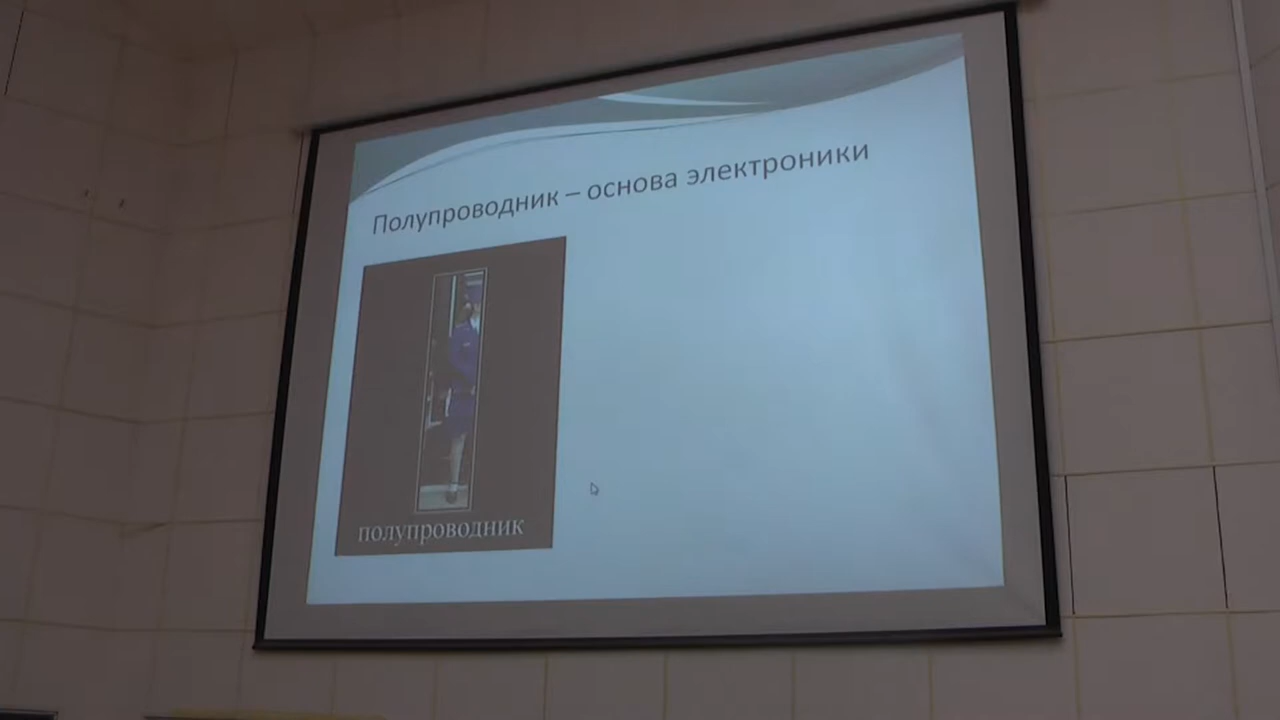 Полупроводник – основа электроники
полупроводник